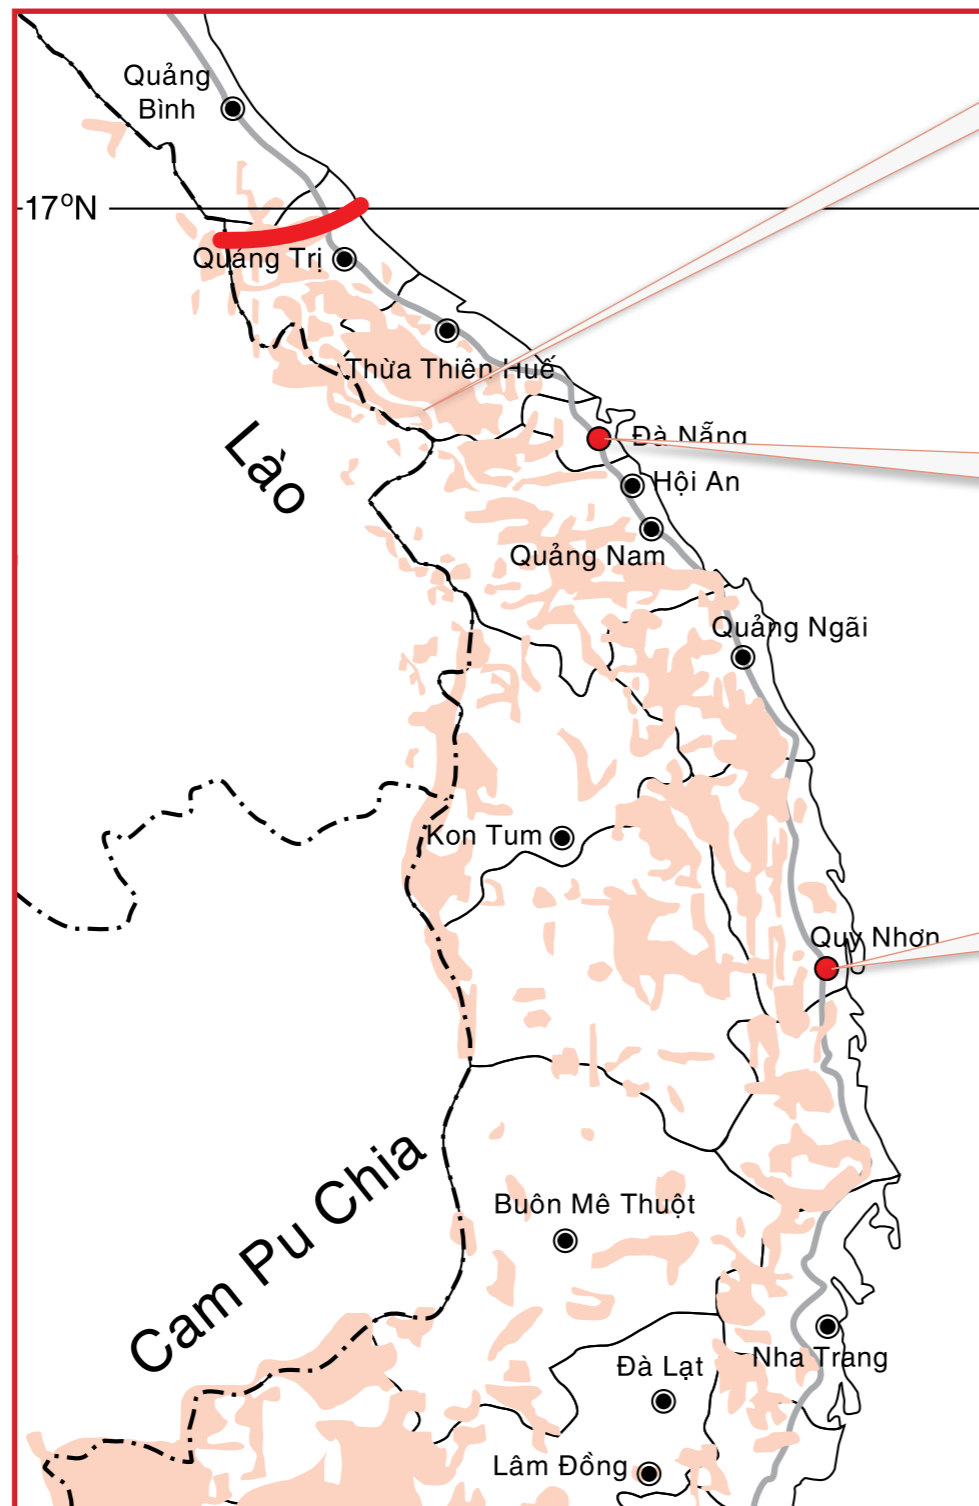 Quảng
Bình
17°N
Quảng Trị
Thừa Thiên Huế
Lào
Đà Nẵng
Hội An
Quảng Nam
Quảng Ngãi
Kon Tum
Quy Nhơn
Cam Pu Chia
Buôn Mê Thuột
Nha Trang
Đà Lạt
Lâm Đồng